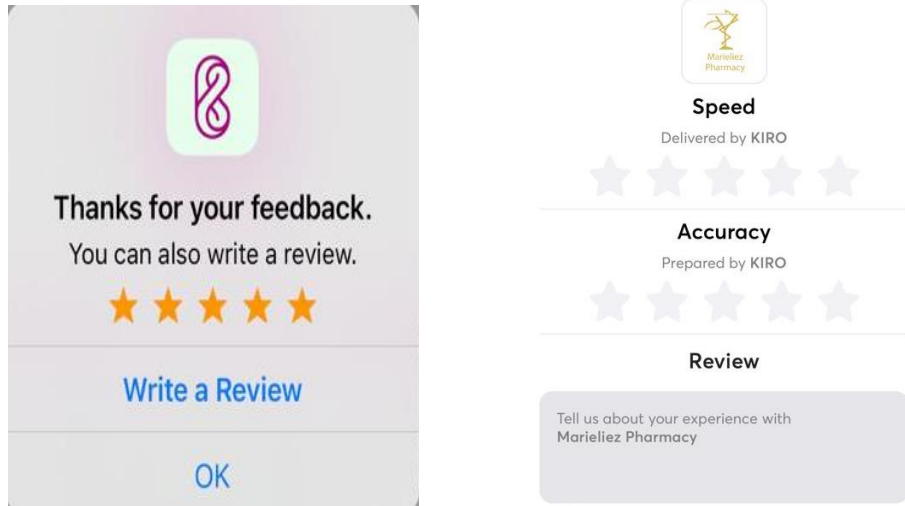 Thanks for your feedback.
You can also write a review.
Write a Review
OK
Marieliez
Pharmacy
Speed
Delivered by KIRO
Accuracy
Prepared by KIRO
Review
Tell us about your experience with
Marieliez Pharmacy